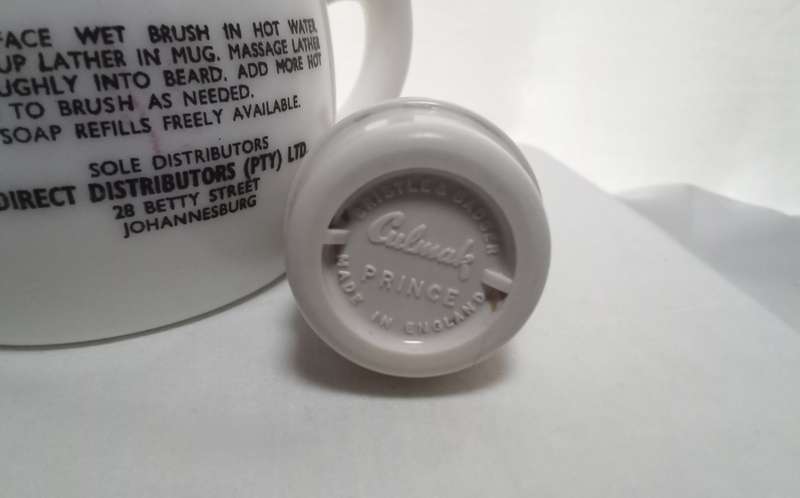 FACE WET BRUSH IN HOT WATER,
UP LATHER IN MUG. MASSAGE LATHER
UGHLY INTO BEARD. ADD MORE HOT
TO BRUSH AS NEEDED.
SOAP REFILLS FREELY AVAILABLE.
SOLE DISTRIBUTORS
DIRECT DISTRIBUTORS (PTY) LTD.
28 BETTY STREET
JOHANNESBURG
BRISTLE & BADGER
Culmak
PRINCE
MADE IN ENGLAND